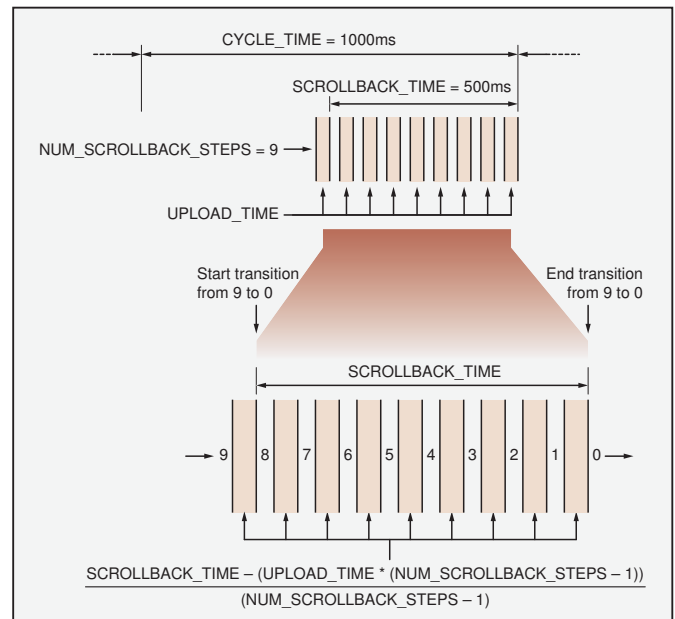 CYCLE_TIME = 1000ms
SCROLLBACK_TIME = 500ms
NUM_SCROLLBACK_STEPS = 9
UPLOAD_TIME
Start transition
from 9 to 0
End transition
from 9 to 0
SCROLLBACK_TIME
9 8 7 6 5 4 3 2 1 0
SCROLLBACK_TIME – (UPLOAD_TIME * (NUM_SCROLLBACK_STEPS – 1))
(NUM_SCROLLBACK_STEPS – 1)